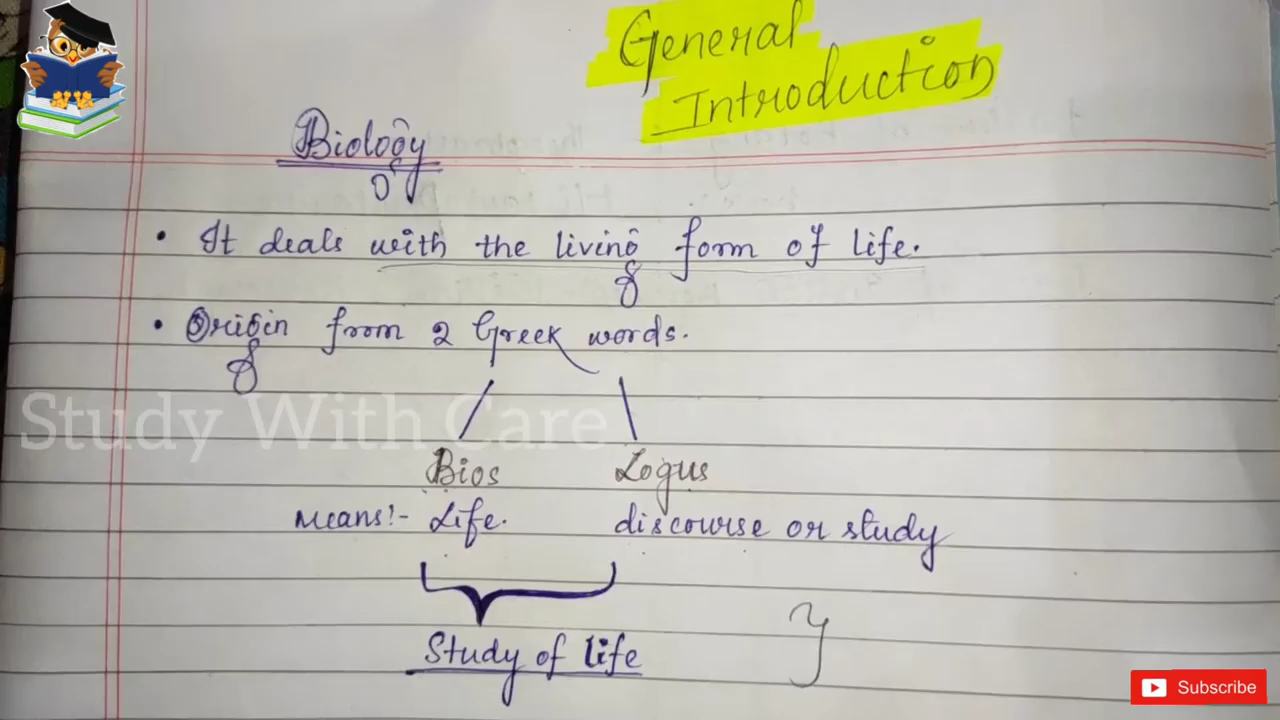 General
Introduction
Biology
• It deals with the living form of life.
• Origin from 2 Greek words.
Study With Care
Bios Logus
Means:- Life. discourse or study
Study of life
y
Subscribe